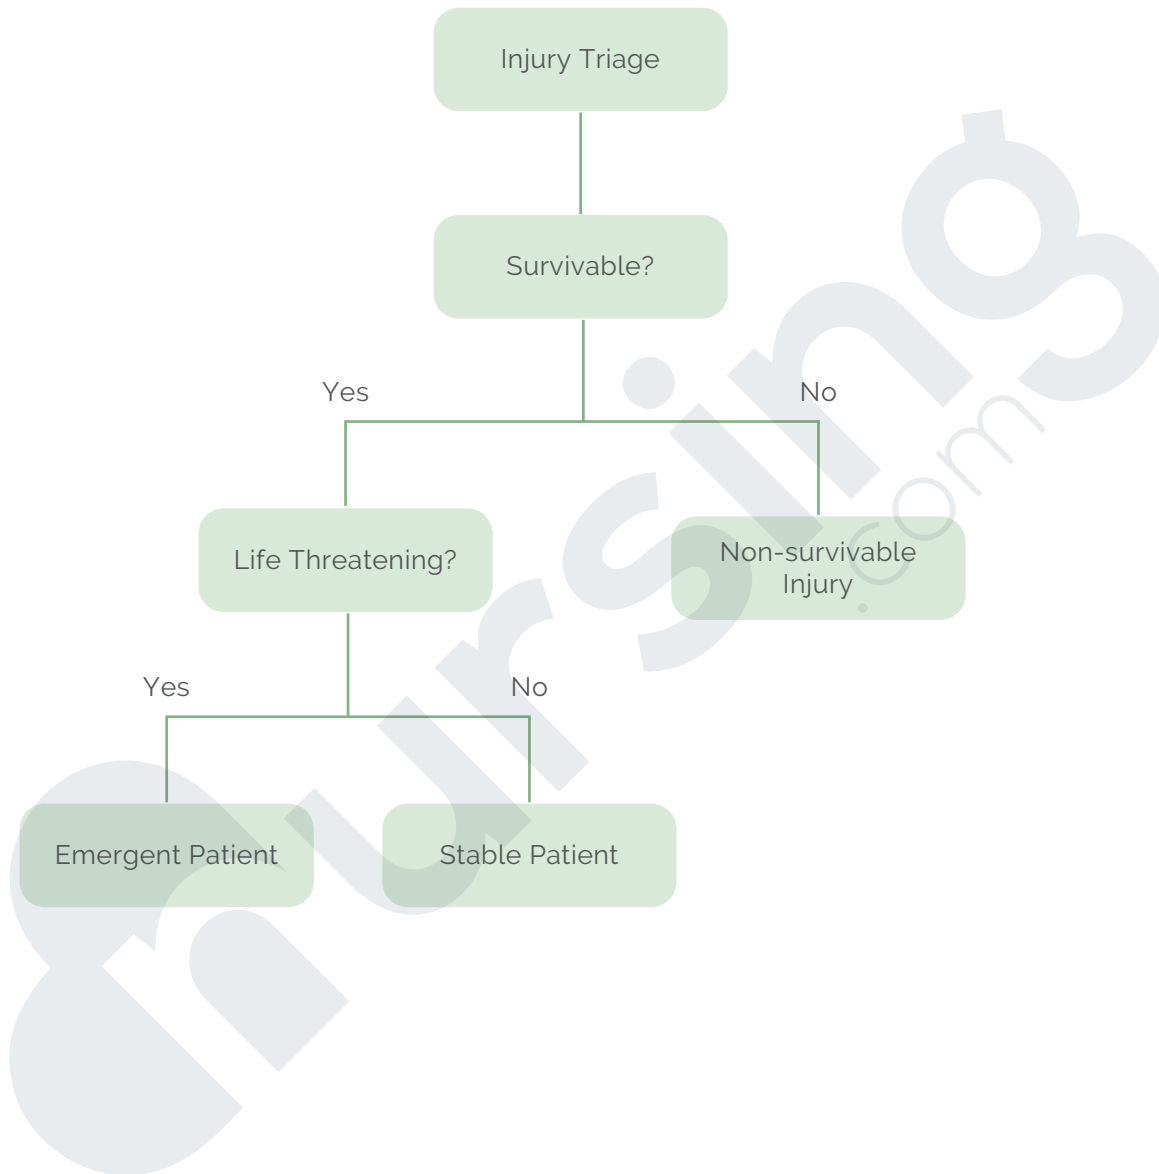 Injury Triage
Survivable?
Yes
No
Life Threatening?
Non-survivable
Injury
Yes
No
Emergent Patient
Stable Patient
nursing
.com